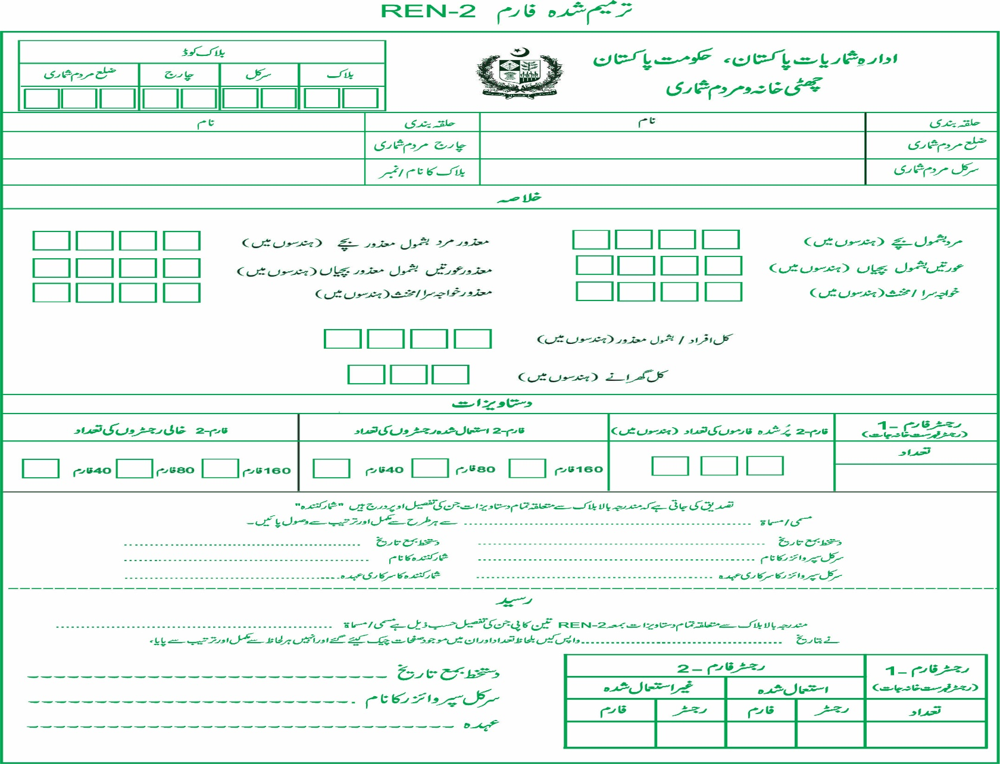 ترمیم شدہ فارم REN-2
ادارہ شماریات پاکستان، حکومت پاکستان
چھٹی خانہ و مردم شماری
بلاک کوڈ
ضلع مردم شماری چارج سرکل بلاک
حلقہ بندی نام حلقہ بندی نام
ضلع مردم شماری چارج مردم شماری
سرکل مردم شماری بلاک کا نام / نمبر
خلاصہ
مرد بشمول بچے (ہندسوں میں) معذور مرد بشمول معذور بچے (ہندسوں میں)
عورتیں بشمول بچیاں (ہندسوں میں) معذور عورتیں بشمول معذور بچیاں (ہندسوں میں)
خواجہ سرا / مخنث (ہندسوں میں) معذور خواجہ سرا / مخنث (ہندسوں میں)
کل افراد / بشمول معذور (ہندسوں میں)
کل گھرانے (ہندسوں میں)
دستاویزات
رجسٹر فارم – 1 فارم-2 پُر شدہ فارموں کی تعداد (ہندسوں میں) فارم-2 استعمال شدہ رجسٹروں کی تعداد فارم-2 خالی رجسٹروں کی تعداد
(رجسٹر فہرست خانہ جات)
تعداد
160 فارم 80 فارم 40 فارم 160 فارم 80 فارم 40 فارم
تصدیق کی جاتی ہے کہ مندرجہ بالا بلاک سے متعلقہ تمام دستاویزات جن کی تفصیل اوپر درج ہیں "شمار کنندہ"
مسمی / مسماۃ ........ سے ہر طرح سے مکمل اور ترتیب سے وصول پائیں۔
دستخط بمع تاریخ ........ دستخط بمع تاریخ ........
سرکل سپروائزر کا نام ........ شمار کنندہ کا نام ........
سرکل سپروائزر کا سرکاری عہدہ ........ شمار کنندہ کا سرکاری عہدہ ........
رسید
مندرجہ بالا بلاک سے متعلقہ تمام دستاویزات بمعہ REN-2 تین کاپی جن کی تفصیل حسب ذیل ہے مسمی / مسماۃ ........
نے بتاریخ ........ واپس کیں بلحاظ تعداد اور ان میں موجود صفحات چیک کیئے گئے اور انہیں ہر لحاظ سے مکمل اور ترتیب سے پایا۔
رجسٹر فارم – 1 رجسٹر فارم – 2
(رجسٹر فہرست خانہ جات) استعمال شدہ غیر استعمال شدہ
تعداد رجسٹر فارم رجسٹر فارم
دستخط بمع تاریخ
سرکل سپروائزر کا نام
عہدہ